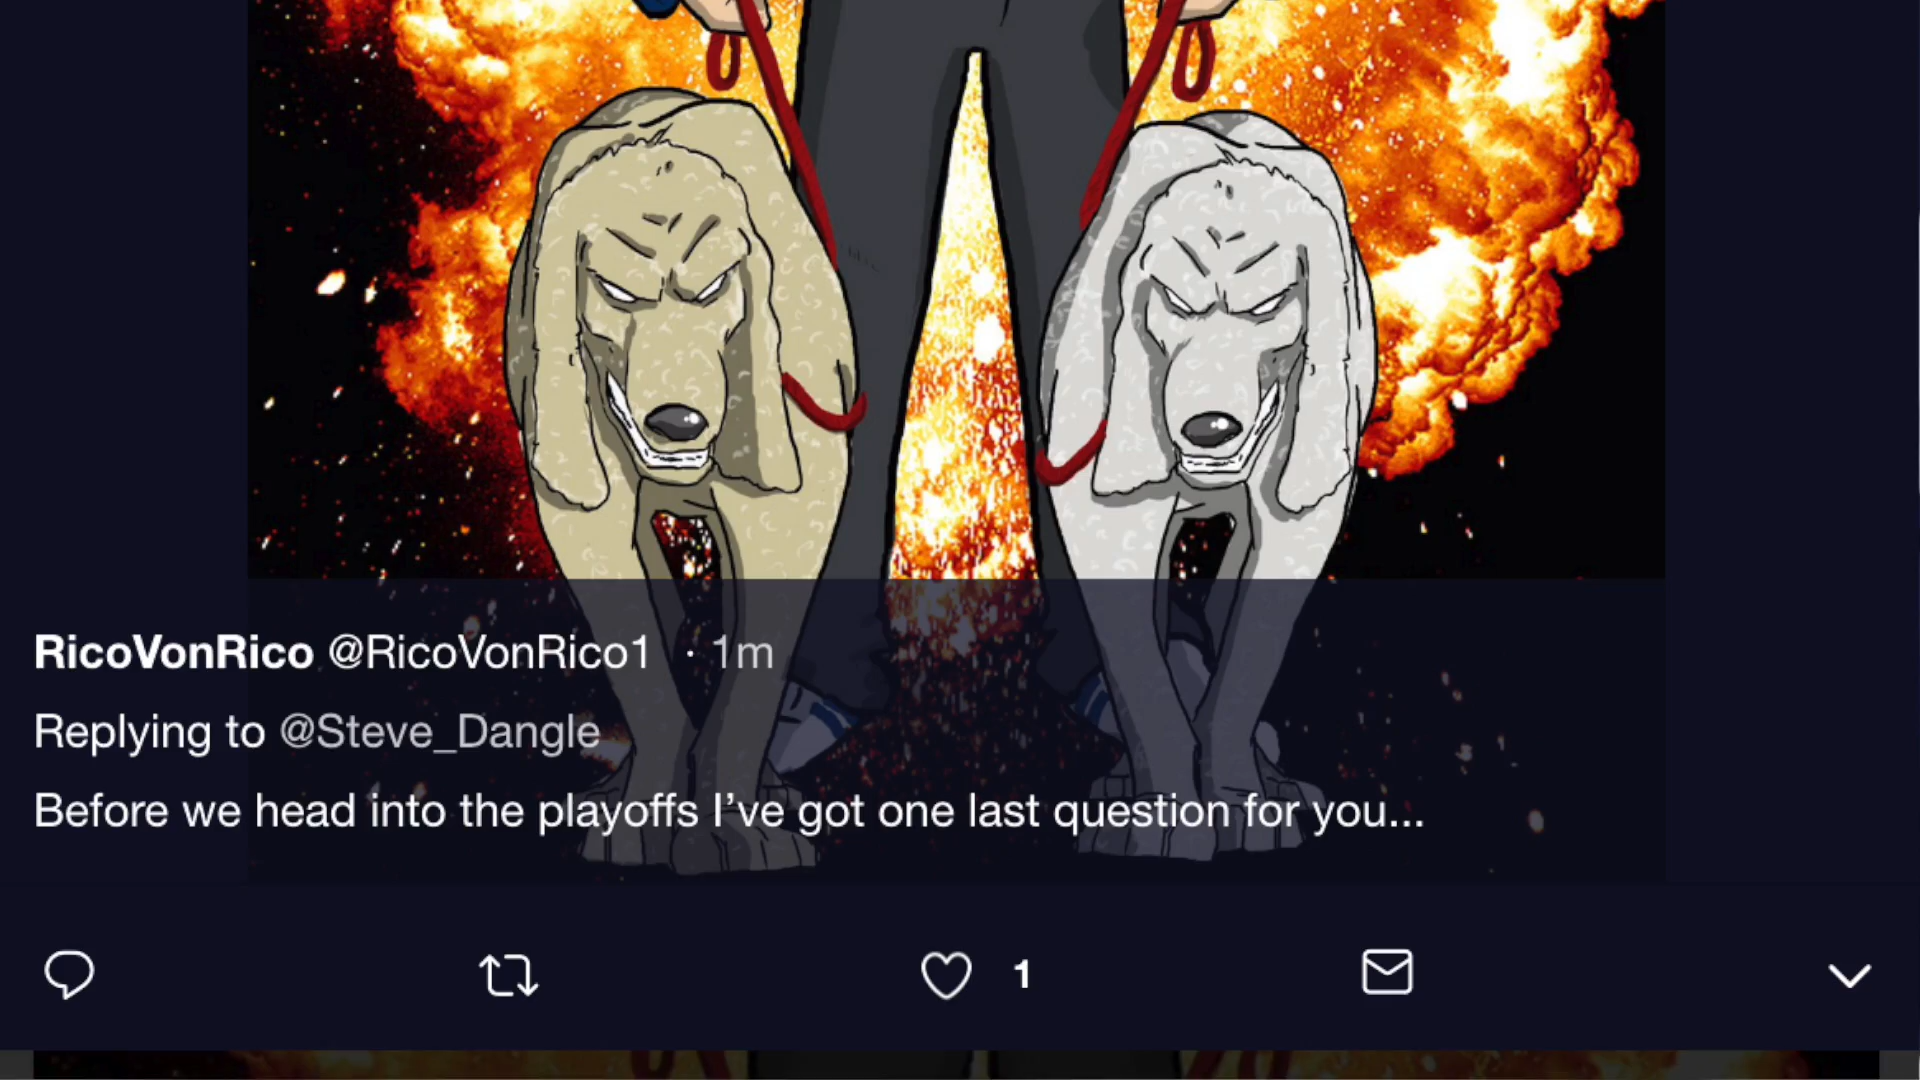 RicoVonRico @RicoVonRico1 · 1m
Replying to @Steve_Dangle
Before we head into the playoffs I’ve got one last question for you...
1